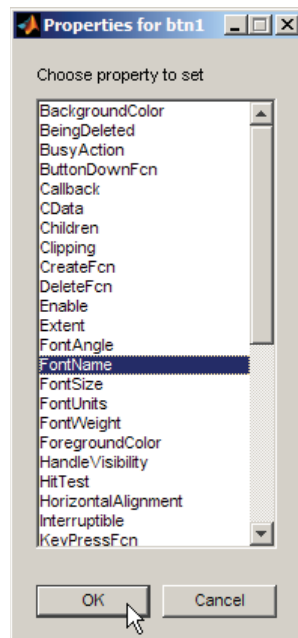 Properties for btn1
Choose property to set
BackgroundColor
BeingDeleted
BusyAction
ButtonDownFcn
Callback
CData
Children
Clipping
CreateFcn
DeleteFcn
Enable
Extent
FontAngle
FontName
FontSize
FontUnits
FontWeight
ForegroundColor
HandleVisibility
HitTest
HorizontalAlignment
Interruptible
KeyPressFcn
OK Cancel